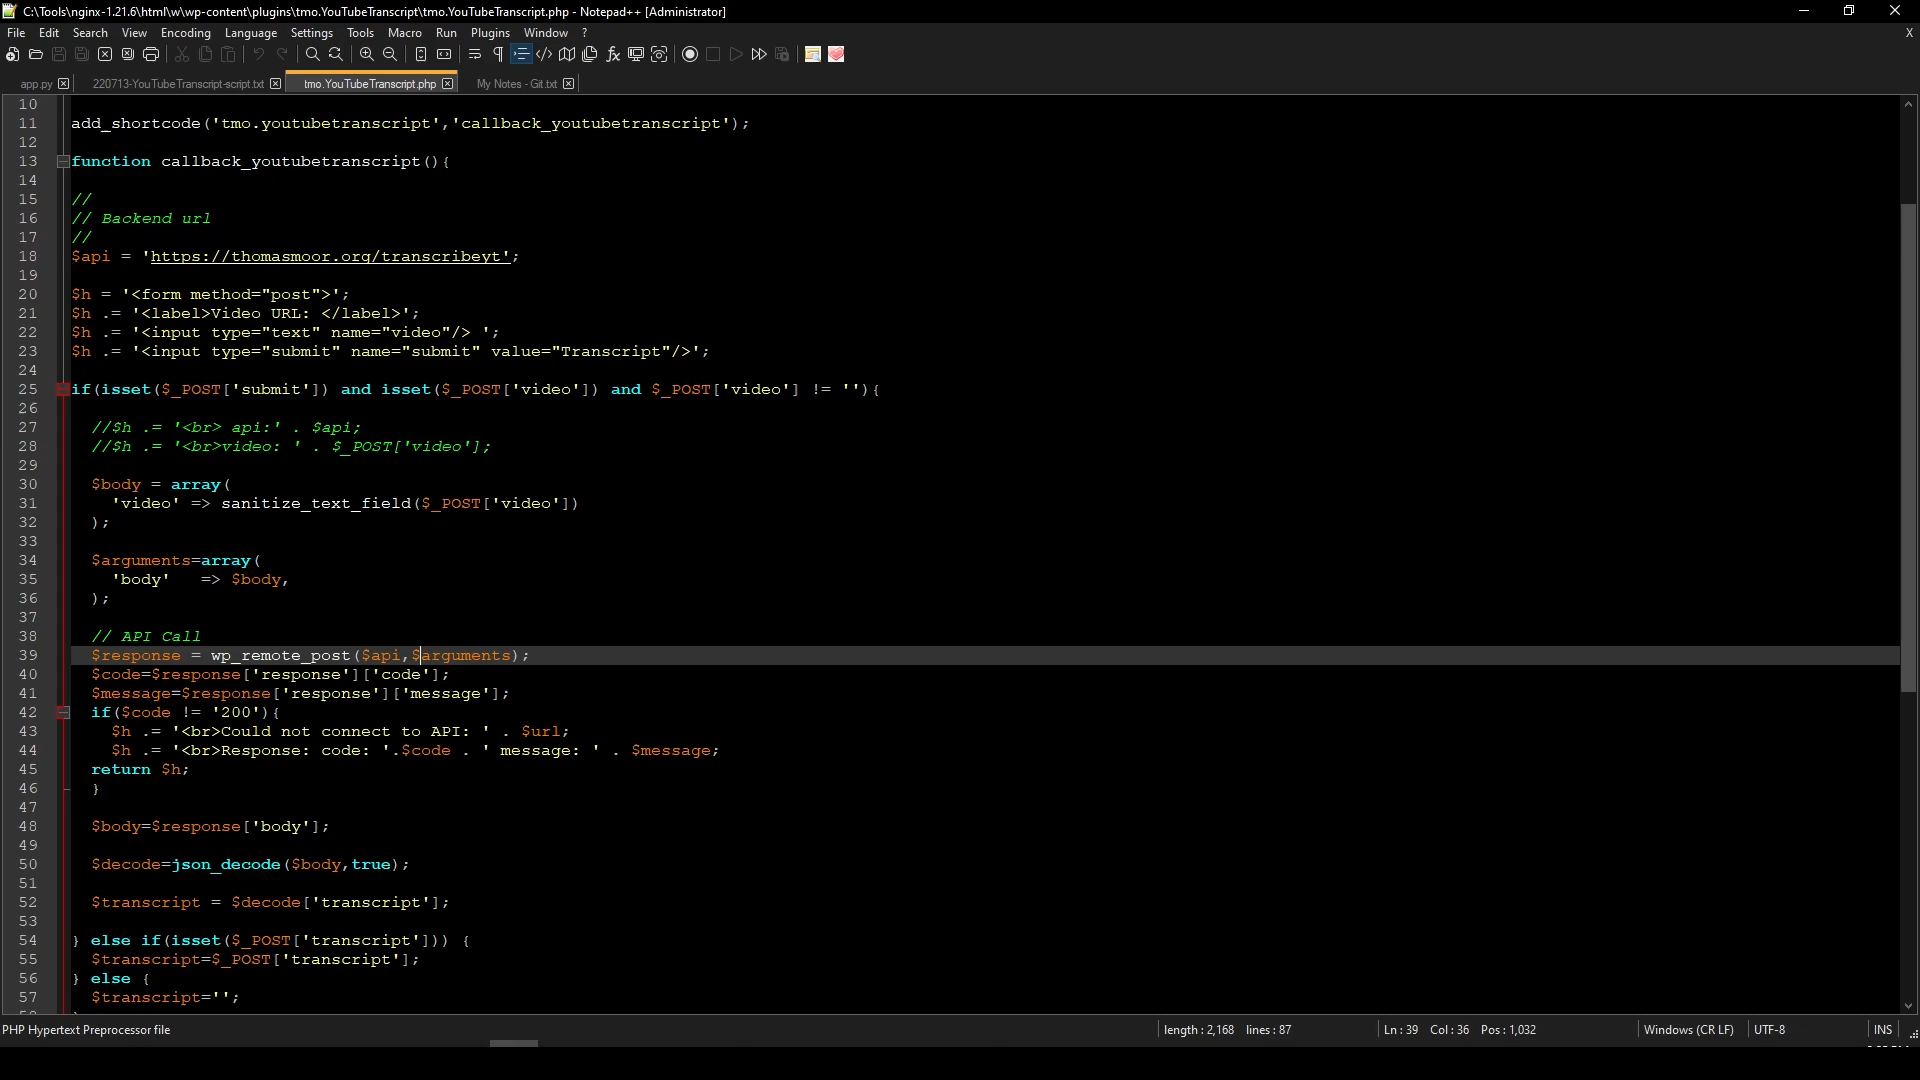 C:\Tools\nginx-1.21.6\html\w\wp-content\plugins\tmo.YouTubeTranscript\tmo.YouTubeTranscript.php - Notepad++ [Administrator]
File Edit Search View Encoding Language Settings Tools Macro Run Plugins Window ? X
app.py 220713-YouTubeTranscript-script.txt tmo.YouTubeTranscript.php My Notes - Git.txt
10
11 add_shortcode('tmo.youtubetranscript','callback_youtubetranscript');
12
13 function callback_youtubetranscript(){
14
15 //
16 // Backend url
17 //
18 $api = 'https://thomasmoor.org/transcribeyt';
19
20 $h = '<form method="post">';
21 $h .= '<label>Video URL: </label>';
22 $h .= '<input type="text" name="video"/> ';
23 $h .= '<input type="submit" name="submit" value="Transcript"/>';
24
25 if(isset($_POST['submit']) and isset($_POST['video']) and $_POST['video'] != ''){
26
27 //$h .= '<br> api:' . $api;
28 //$h .= '<br>video: ' . $_POST['video'];
29
30 $body = array(
31 'video' => sanitize_text_field($_POST['video'])
32 );
33
34 $arguments=array(
35 'body' => $body,
36 );
37
38 // API Call
39 $response = wp_remote_post($api,$arguments);
40 $code=$response['response']['code'];
41 $message=$response['response']['message'];
42 if($code != '200'){
43 $h .= '<br>Could not connect to API: ' . $url;
44 $h .= '<br>Response: code: '.$code . ' message: ' . $message;
45 return $h;
46 }
47
48 $body=$response['body'];
49
50 $decode=json_decode($body,true);
51
52 $transcript = $decode['transcript'];
53
54 } else if(isset($_POST['transcript'])) {
55 $transcript=$_POST['transcript'];
56 } else {
57 $transcript='';
PHP Hypertext Preprocessor file length : 2,168 lines : 87 Ln : 39 Col : 36 Pos : 1,032 Windows (CR LF) UTF-8 INS